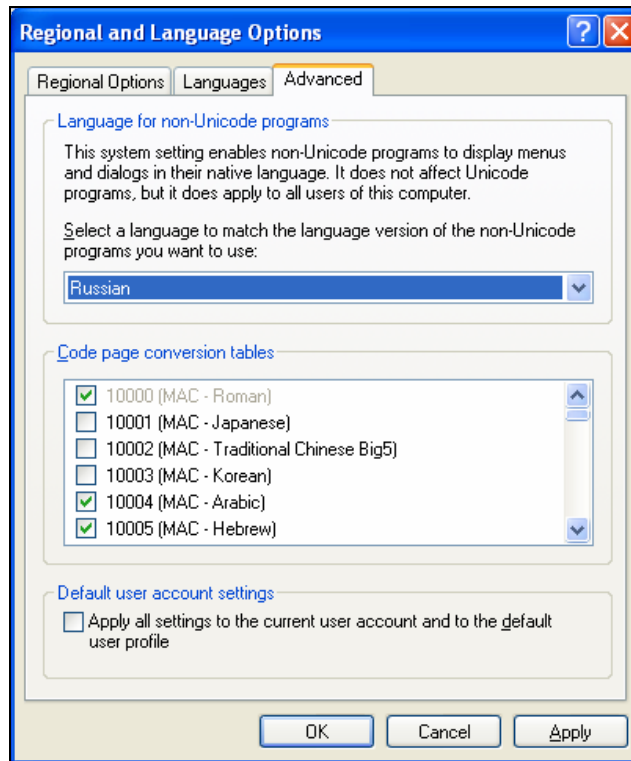 Regional and Language Options
Regional Options Languages Advanced
Language for non-Unicode programs
This system setting enables non-Unicode programs to display menus
and dialogs in their native language. It does not affect Unicode
programs, but it does apply to all users of this computer.
Select a language to match the language version of the non-Unicode
programs you want to use:
Russian
Code page conversion tables
10000 (MAC - Roman)
10001 (MAC - Japanese)
10002 (MAC - Traditional Chinese Big5)
10003 (MAC - Korean)
10004 (MAC - Arabic)
10005 (MAC - Hebrew)
Default user account settings
Apply all settings to the current user account and to the default
user profile
OK Cancel Apply